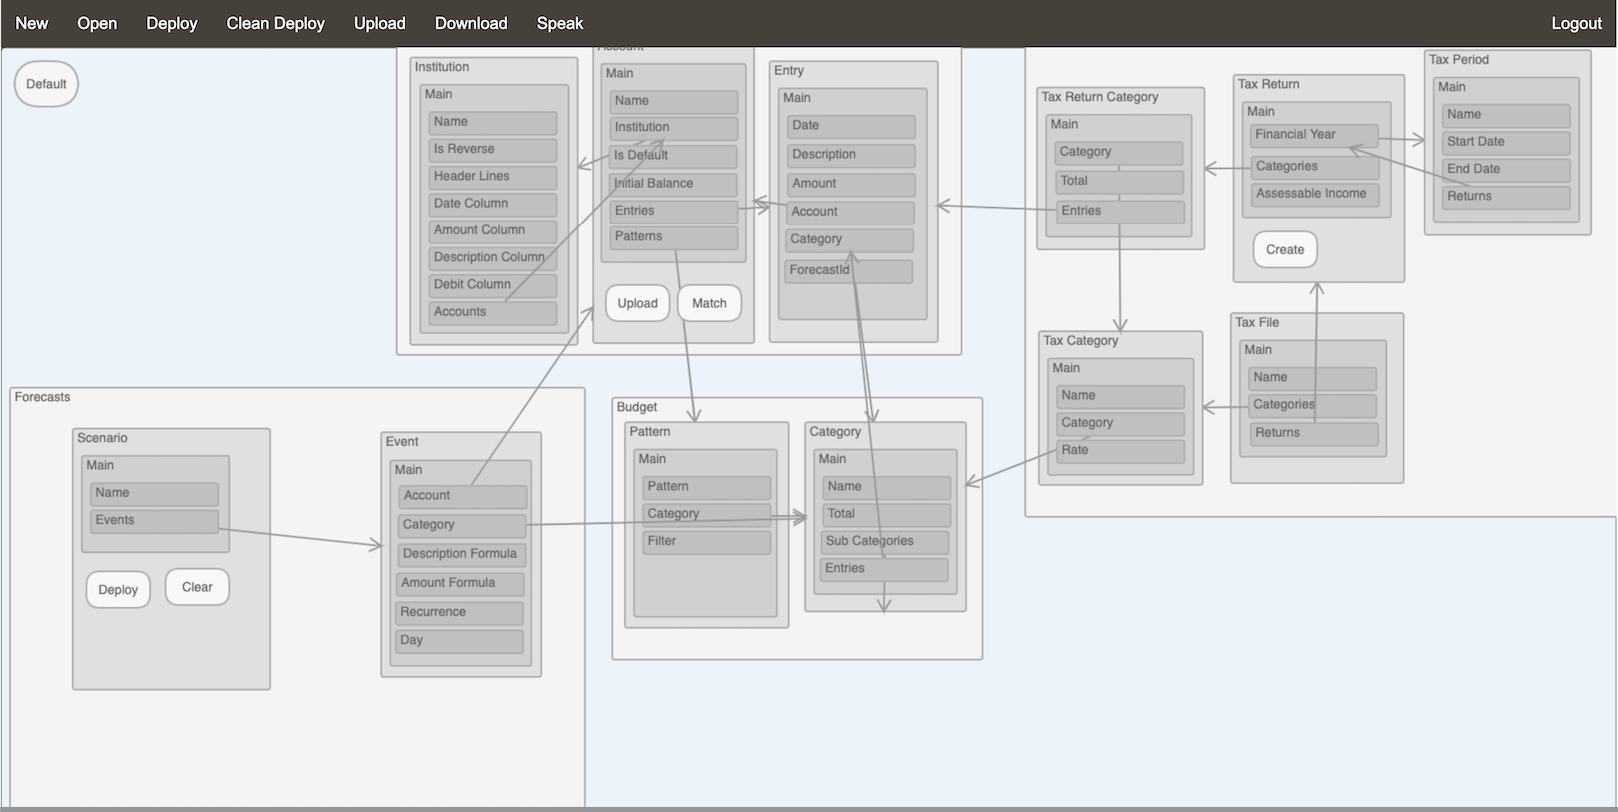 New Open Deploy Clean Deploy Upload Download Speak Logout
Default
Institution
Main
Name
Is Reverse
Header Lines
Date Column
Amount Column
Description Column
Debit Column
Accounts
Account
Main
Name
Institution
Is Default
Initial Balance
Entries
Patterns
Upload Match
Entry
Main
Date
Description
Amount
Account
Category
ForecastId
Tax Return Category
Main
Category
Total
Entries
Tax Return
Main
Financial Year
Categories
Assessable Income
Create
Tax Period
Main
Name
Start Date
End Date
Returns
Tax Category
Main
Name
Category
Rate
Tax File
Main
Name
Categories
Returns
Forecasts
Scenario
Main
Name
Events
Deploy Clear
Event
Main
Account
Category
Description Formula
Amount Formula
Recurrence
Day
Budget
Pattern
Main
Pattern
Category
Filter
Category
Main
Name
Total
Sub Categories
Entries